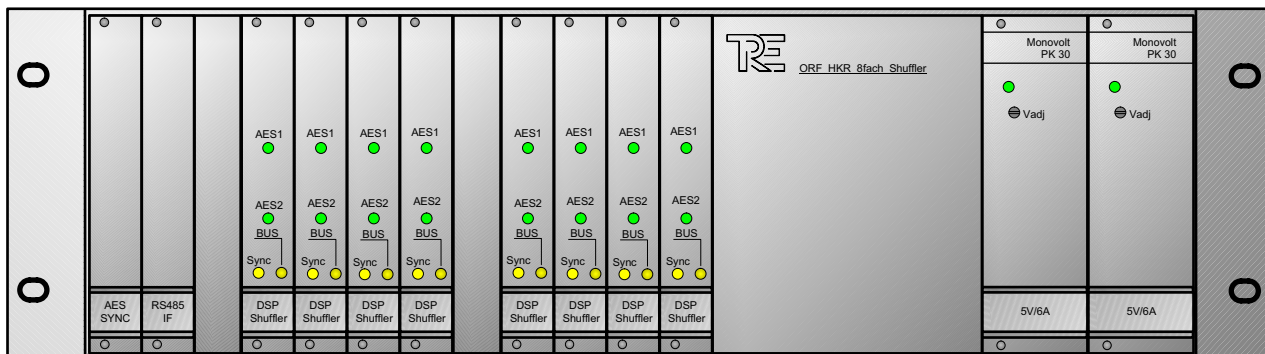 TRE
ORF HKR 8fach Shuffler
Monovolt
PK 30
Monovolt
PK 30
Vadj
Vadj
AES1 AES1 AES1 AES1 AES1 AES1 AES1 AES1
AES2 AES2 AES2 AES2 AES2 AES2 AES2 AES2
BUS BUS BUS BUS BUS BUS BUS BUS
Sync Sync Sync Sync Sync Sync Sync Sync
AES
SYNC
RS485
IF
DSP
Shuffler
DSP
Shuffler
DSP
Shuffler
DSP
Shuffler
DSP
Shuffler
DSP
Shuffler
DSP
Shuffler
DSP
Shuffler
5V/6A
5V/6A